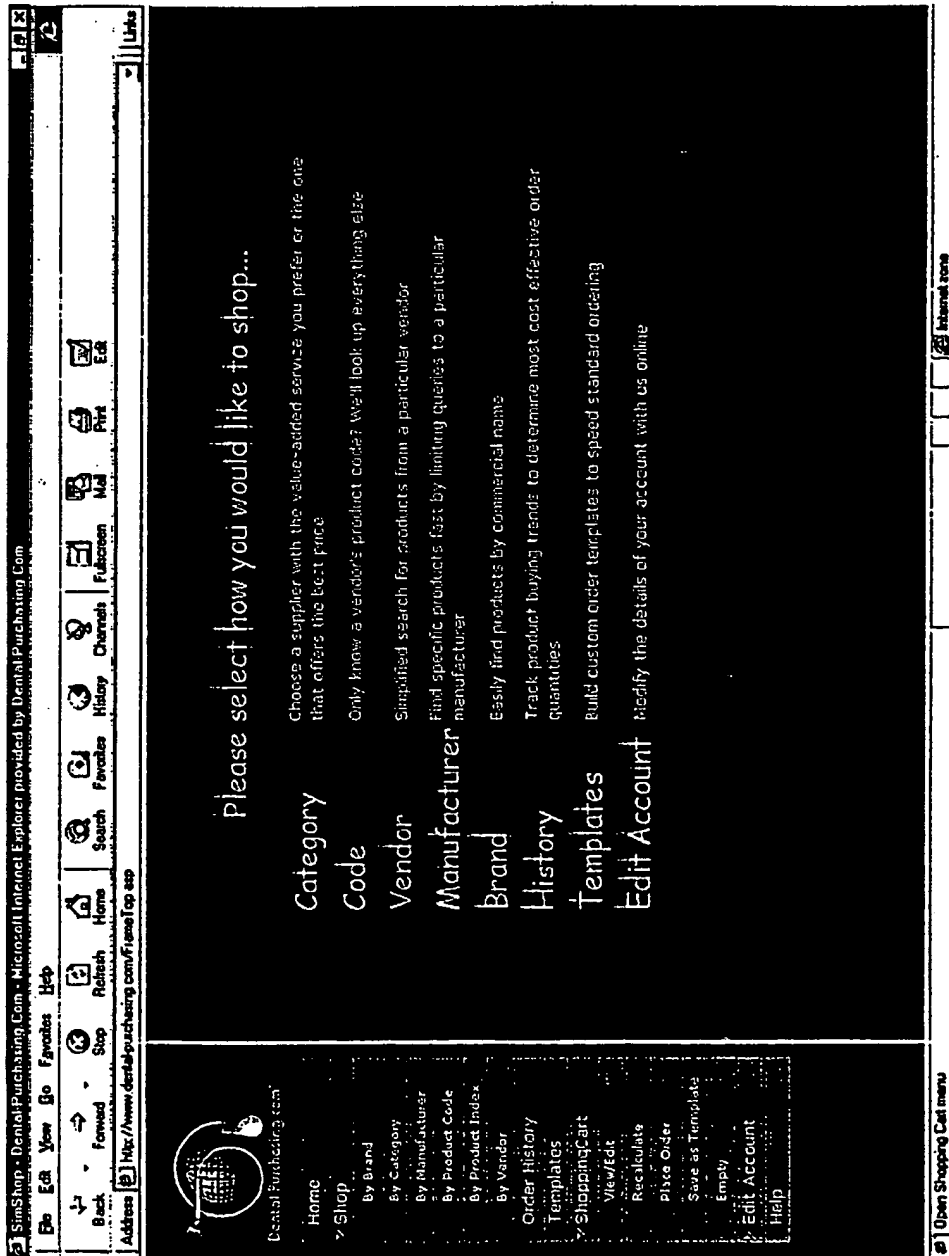 SimShop - Dental-Purchasing.Com - Microsoft Internet Explorer provided by Dental-Purchasing.Com
File Edit View Go Favorites Help
Back Forward Stop Refresh Home Search Favorites History Channels Fullscreen Mail Print Edit
Address http://www.dental-purchasing.com/FrameTop.asp Links
Dental-Purchasing.com
Home
Shop
By Brand
By Category
By Manufacturer
By Product Code
By Product Index
By Vendor
Order History
Templates
ShoppingCart
View/Edit
Recalculate
Place Order
Save as Template
Empty
Edit Account
Help
Please select how you would like to shop...
Category Choose a supplier with the value-added service you prefer or the one
that offers the best price
Code Only know a vendor's product code? We'll look up everything else
Vendor Simplified search for products from a particular vendor
Manufacturer Find specific products fast by limiting queries to a particular
manufacturer
Brand Easily find products by commercial name
History Track product buying trends to determine most cost effective order
quantities
Templates Build custom order templates to speed standard ordering
Edit Account Modify the details of your account with us online
Open Shopping Cart menu Internet zone